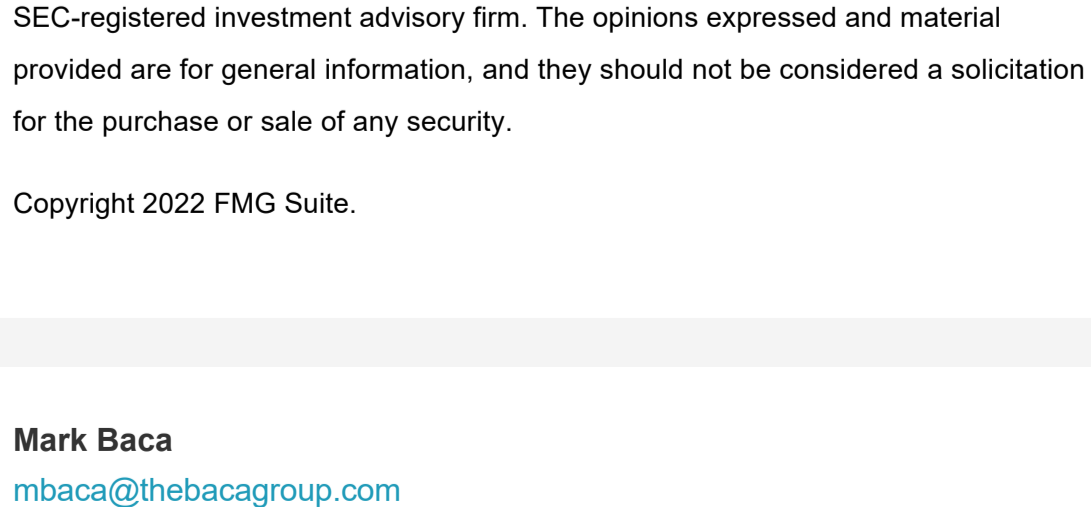 SEC-registered investment advisory firm. The opinions expressed and material
provided are for general information, and they should not be considered a solicitation
for the purchase or sale of any security.
Copyright 2022 FMG Suite.
Mark Baca
mbaca@thebacagroup.com